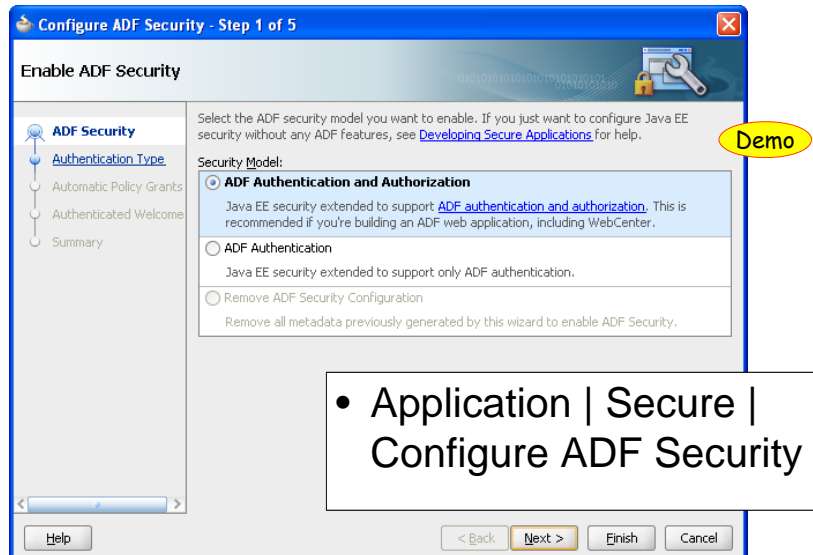 Configure ADF Security - Step 1 of 5
Enable ADF Security
ADF Security
Authentication Type
Automatic Policy Grants
Authenticated Welcome
Summary
Select the ADF security model you want to enable. If you just want to configure Java EE
security without any ADF features, see Developing Secure Applications for help.
Security Model:
ADF Authentication and Authorization
Java EE security extended to support ADF authentication and authorization. This is
recommended if you're building an ADF web application, including WebCenter.
ADF Authentication
Java EE security extended to support only ADF authentication.
Remove ADF Security Configuration
Remove all metadata previously generated by this wizard to enable ADF Security.
Demo
• Application | Secure |
Configure ADF Security
Help
< Back
Next >
Finish
Cancel